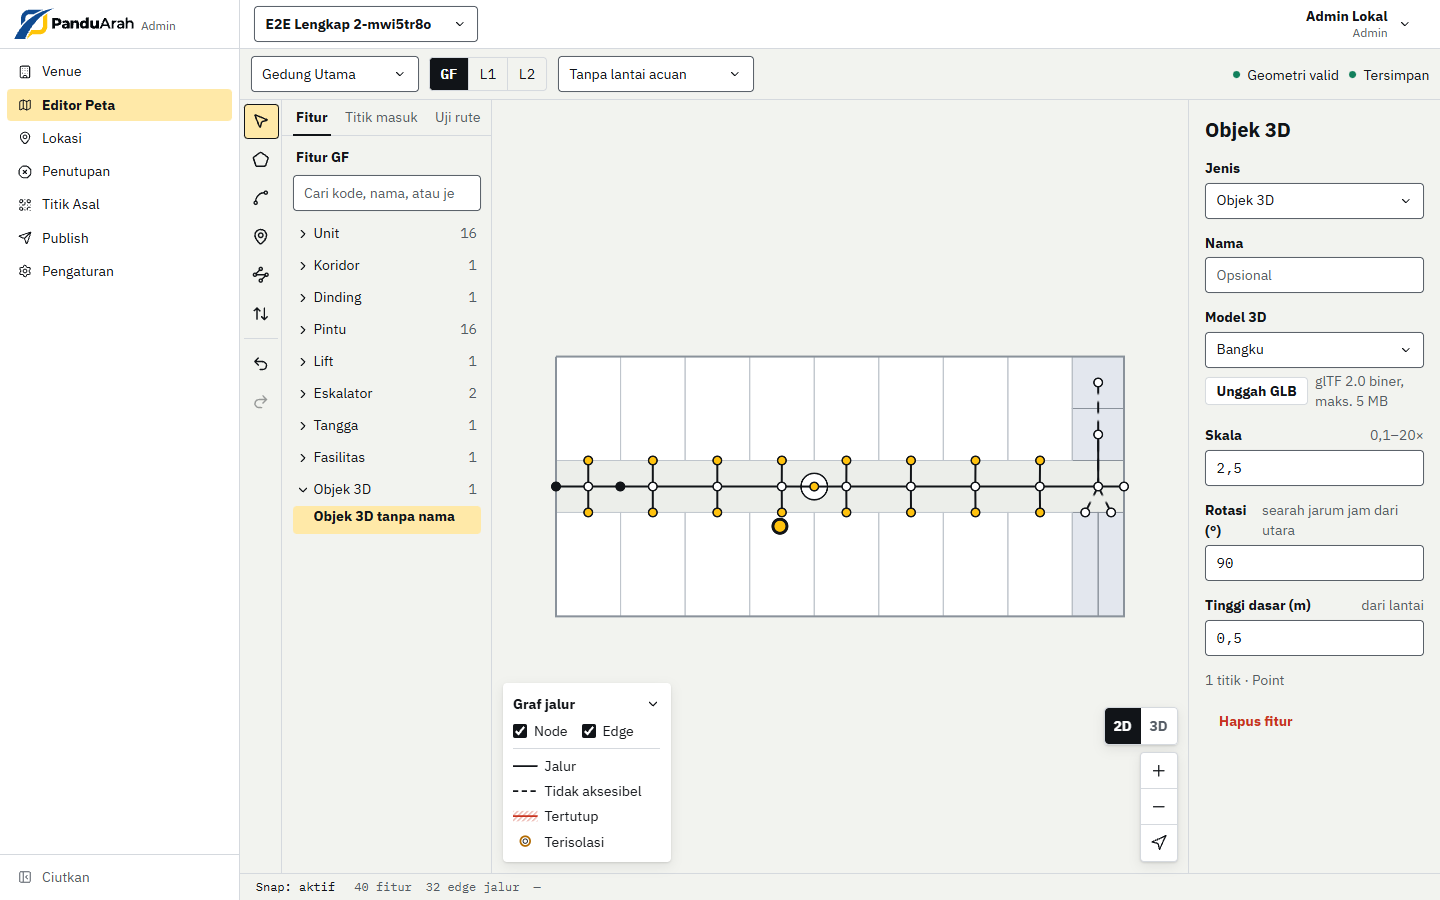 PanduArah Admin
E2E Lengkap 2-mwi5tr8o
Admin Lokal
Admin
Venue
Editor Peta
Lokasi
Penutupan
Titik Asal
Publish
Pengaturan
Ciutkan
Gedung Utama
GF L1 L2
Tanpa lantai acuan
Geometri valid Tersimpan
Fitur Titik masuk Uji rute
Fitur GF
Cari kode, nama, atau je
Unit 16
Koridor 1
Dinding 1
Pintu 16
Lift 1
Eskalator 2
Tangga 1
Fasilitas 1
Objek 3D 1
Objek 3D tanpa nama
Graf jalur
Node Edge
Jalur
Tidak aksesibel
Tertutup
Terisolasi
2D 3D
Objek 3D
Jenis
Objek 3D
Nama
Opsional
Model 3D
Bangku
Unggah GLB glTF 2.0 biner,
maks. 5 MB
Skala 0,1–20×
2,5
Rotasi searah jarum jam dari
(°) utara
90
Tinggi dasar (m) dari lantai
0,5
1 titik · Point
Hapus fitur
Snap: aktif 40 fitur 32 edge jalur —